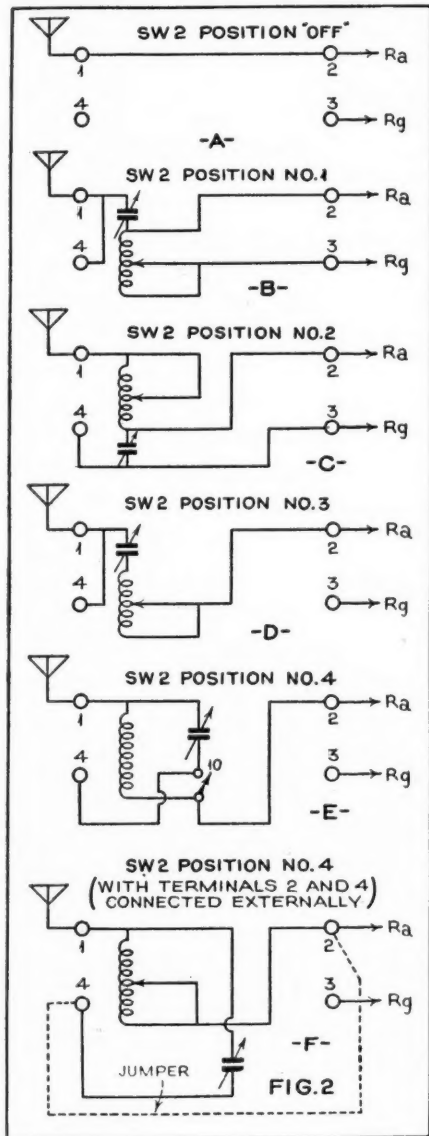 SW2 POSITION "OFF"
1
2
Ra
4
3
Rg
-A-
SW2 POSITION NO.1
1
2
Ra
4
3
Rg
-B-
SW2 POSITION NO.2
1
2
Ra
4
3
Rg
-C-
SW2 POSITION NO.3
1
2
Ra
4
3
Rg
-D-
SW2 POSITION NO.4
1
2
Ra
4
10
3
Rg
-E-
SW2 POSITION NO.4
(WITH TERMINALS 2 AND 4
CONNECTED EXTERNALLY)
1
2
Ra
4
3
Rg
-F-
JUMPER
FIG.2